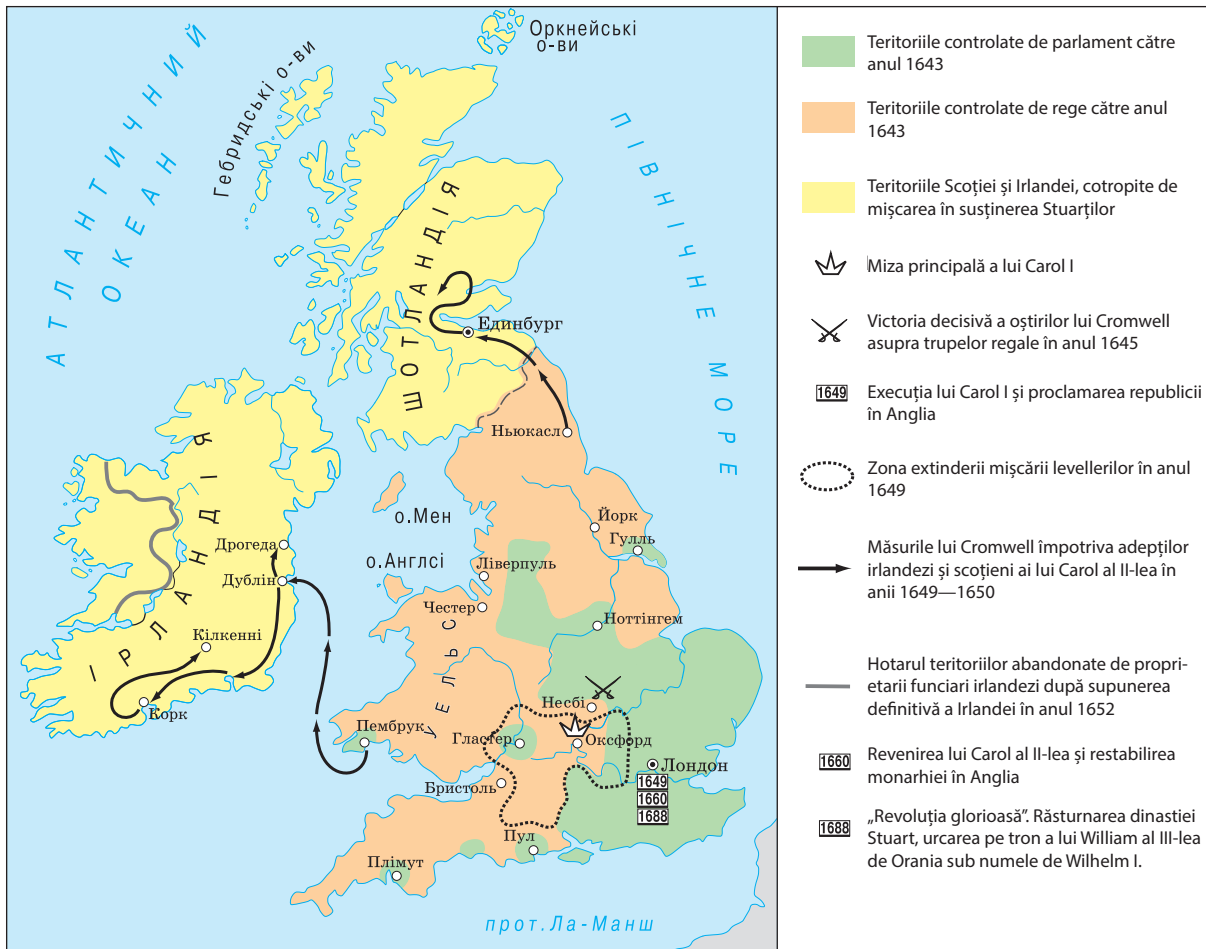 АТЛАНТИЧНИЙ
ОКЕАН
Гебридські о-ви
Оркнейські
о-ви
ПІВНІЧНЕ МОРЕ
ШОТЛАНДІЯ
Единбург
Ньюкасл
ІРЛАНДІЯ
Дрогеда
Дублін
Кілкенні
Корк
о.Мен
о.Англсі
Йорк
Гулль
Ліверпуль
Честер
Ноттінгем
УЕЛЬС
Несбі
Пембрук
Гластер
Оксфорд
Лондон
1649
1660
1688
Бристоль
Пул
Плімут
прот.Ла-Манш
Teritoriile controlate de parlament către
anul 1643
Teritoriile controlate de rege către anul
1643
Teritoriile Scoției și Irlandei, cotropite de
mișcarea în susținerea Stuarților
Miza principală a lui Carol I
Victoria decisivă a oștirilor lui Cromwell
asupra trupelor regale în anul 1645
1649 Execuția lui Carol I și proclamarea republicii
în Anglia
Zona extinderii mișcării levellerilor în anul
1649
Măsurile lui Cromwell împotriva adepților
irlandezi și scoțieni ai lui Carol al II-lea în
anii 1649—1650
Hotarul teritoriilor abandonate de propri-
etarii funciari irlandezi după supunerea
definitivă a Irlandei în anul 1652
1660 Revenirea lui Carol al II-lea și restabilirea
monarhiei în Anglia
1688 „Revoluția glorioasă”. Răsturnarea dinastiei
Stuart, urcarea pe tron a lui William al III-lea
de Orania sub numele de Wilhelm I.